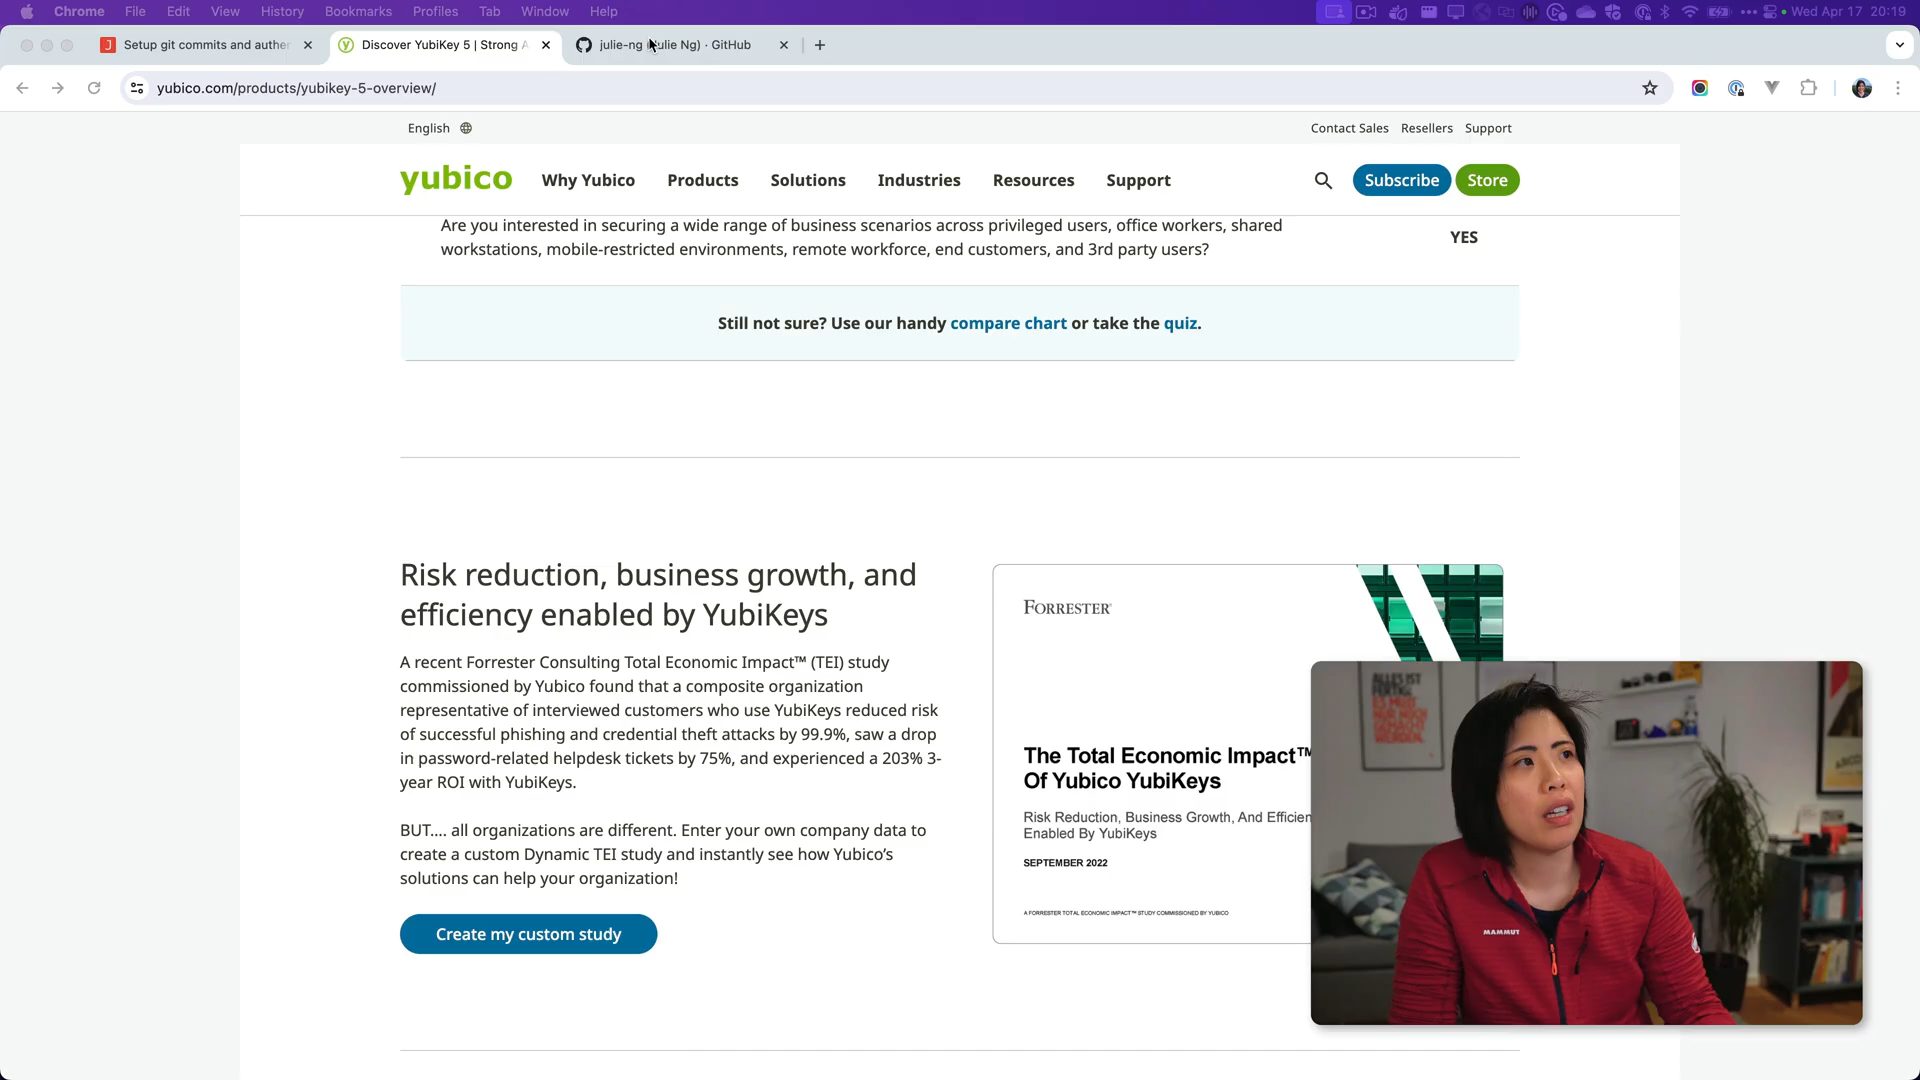 Chrome File Edit View History Bookmarks Profiles Tab Window Help Wed Apr 17 20:19
Setup git commits and auther Discover YubiKey 5 | Strong A julie-ng (Julie Ng) · GitHub
yubico.com/products/yubikey-5-overview/
English Contact Sales Resellers Support
yubico Why Yubico Products Solutions Industries Resources Support Subscribe Store
Are you interested in securing a wide range of business scenarios across privileged users, office workers, shared
workstations, mobile-restricted environments, remote workforce, end customers, and 3rd party users?
YES
Still not sure? Use our handy compare chart or take the quiz.
Risk reduction, business growth, and
efficiency enabled by YubiKeys
A recent Forrester Consulting Total Economic Impact™ (TEI) study
commissioned by Yubico found that a composite organization
representative of interviewed customers who use YubiKeys reduced risk
of successful phishing and credential theft attacks by 99.9%, saw a drop
in password-related helpdesk tickets by 75%, and experienced a 203% 3-
year ROI with YubiKeys.
BUT…. all organizations are different. Enter your own company data to
create a custom Dynamic TEI study and instantly see how Yubico's
solutions can help your organization!
Create my custom study
FORRESTER®
The Total Economic Impact™
Of Yubico YubiKeys
Risk Reduction, Business Growth, And Efficien
Enabled By YubiKeys
SEPTEMBER 2022
A FORRESTER TOTAL ECONOMIC IMPACT™ STUDY COMMISSIONED BY YUBICO
ALLES IST
MAMMUT